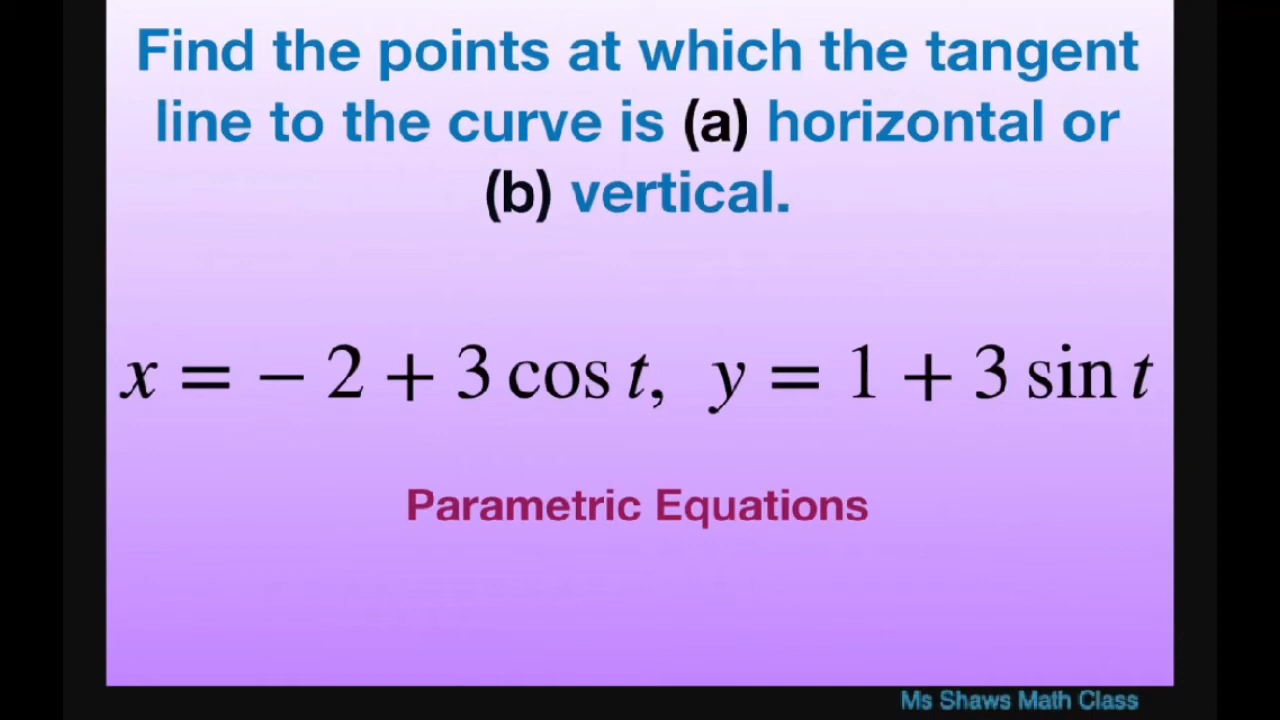 Find the points at which the tangent
line to the curve is (a) horizontal or
(b) vertical.
x = − 2 + 3 cos t, y = 1 + 3 sin t
Parametric Equations
Ms Shaws Math Class